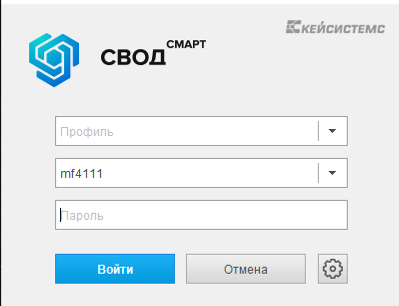 КЕЙСИСТЕМС
СВОД СМАРТ
Профиль
mf4111
Пароль
Войти
Отмена